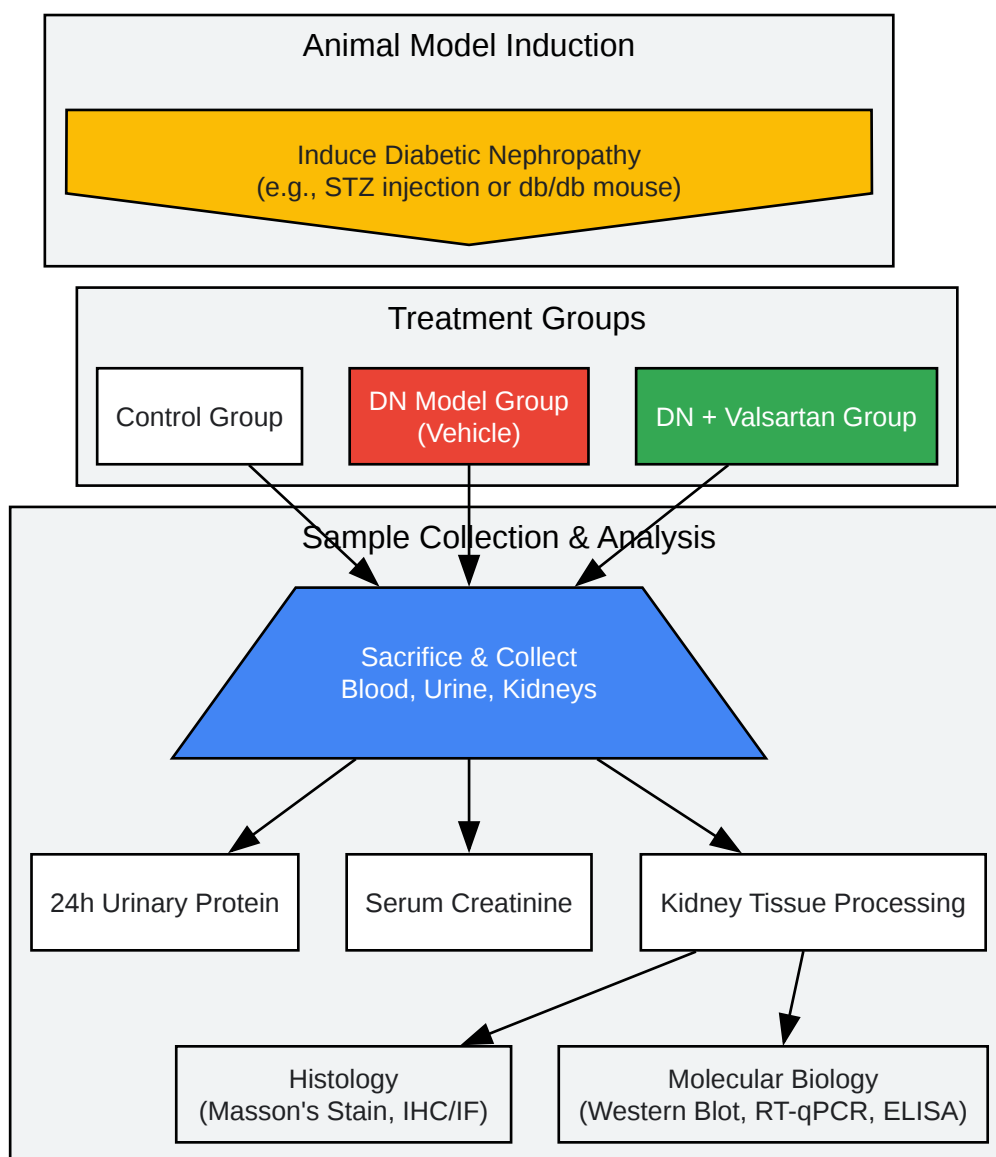 Animal Model Induction
Induce Diabetic Nephropathy
(e.g., STZ injection or db/db mouse)
Treatment Groups
Control Group
DN Model Group
(Vehicle)
DN + Valsartan Group
Sample Collection & Analysis
Sacrifice & Collect
Blood, Urine, Kidneys
24h Urinary Protein
Serum Creatinine
Kidney Tissue Processing
Histology
(Masson's Stain, IHC/IF)
Molecular Biology
(Western Blot, RT-qPCR, ELISA)